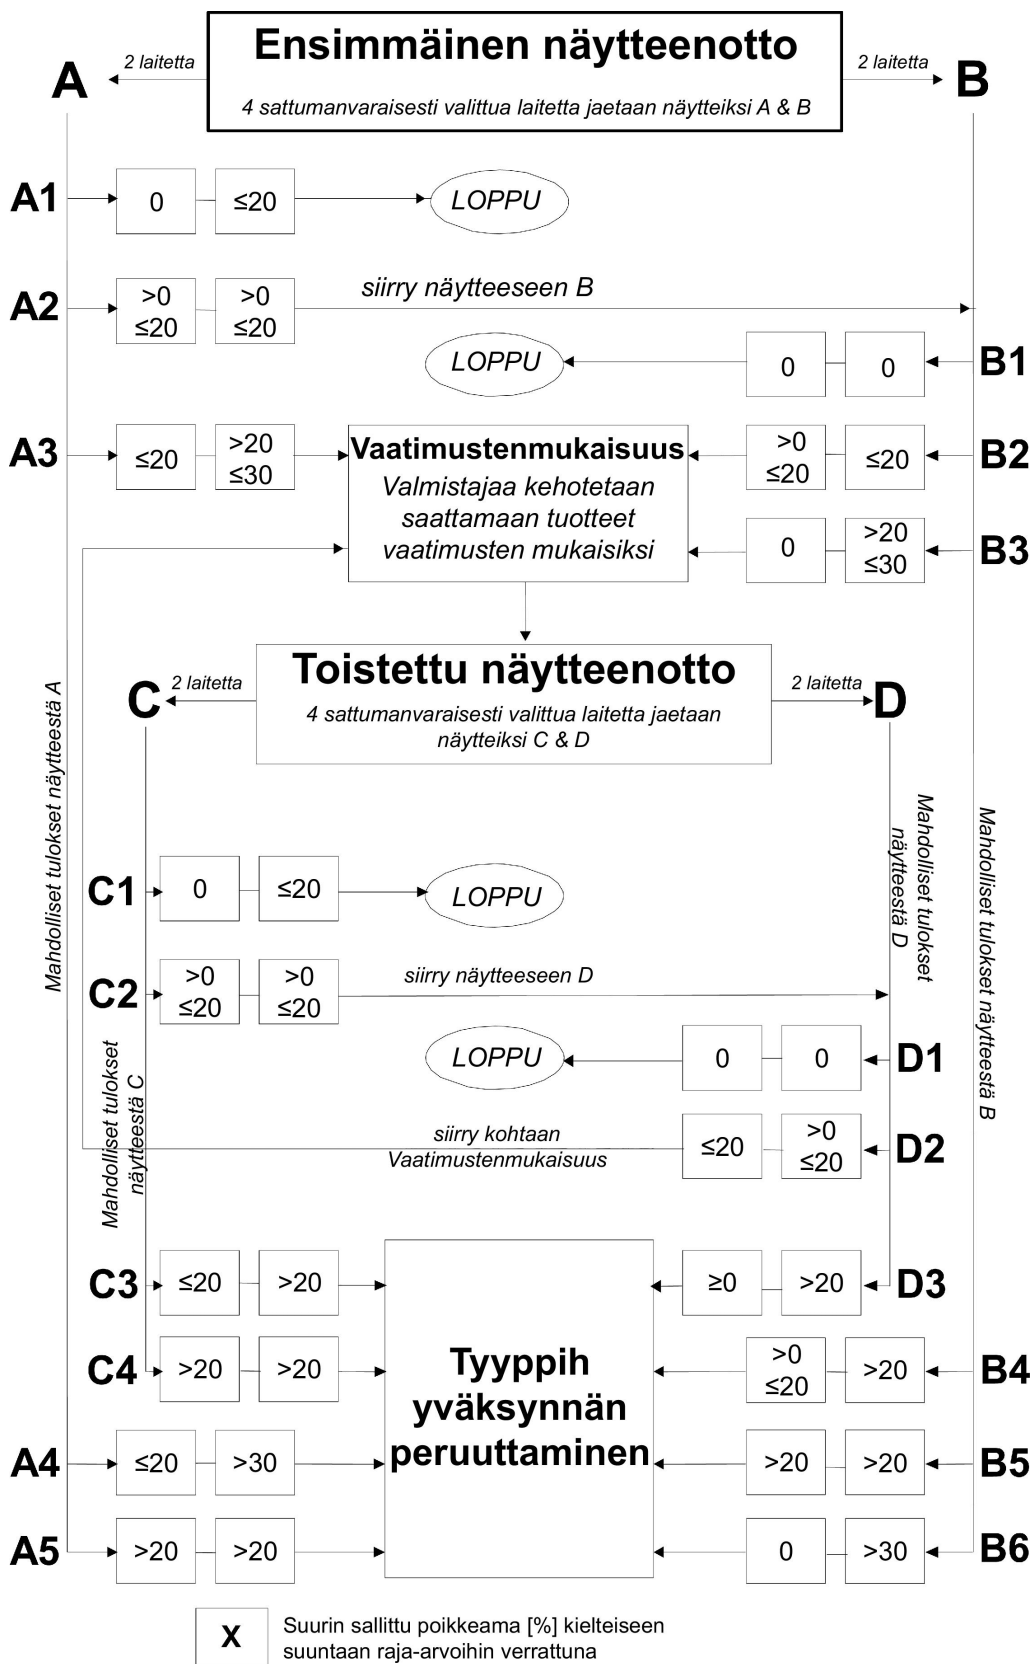 Ensimmäinen näytteenotto
A
2 laitetta
2 laitetta
B
4 sattumanvaraisesti valittua laitetta jaetaan näytteiksi A & B
A1
0
≤20
LOPPU
A2
>0
≤20
>0
≤20
siirry näytteeseen B
LOPPU
0
0
B1
A3
≤20
>20
≤30
Vaatimustenmukaisuus
Valmistajaa kehotetaan
saattamaan tuotteet
vaatimusten mukaisiksi
>0
≤20
≤20
B2
0
>20
≤30
B3
Toistettu näytteenotto
C
2 laitetta
2 laitetta
D
4 sattumanvaraisesti valittua laitetta jaetaan
näytteiksi C & D
Mahdolliset tulokset näytteestä A
Mahdolliset tulokset
näytteestä D
Mahdolliset tulokset näytteestä B
C1
0
≤20
LOPPU
C2
>0
≤20
>0
≤20
siirry näytteeseen D
Mahdolliset tulokset
näytteestä C
LOPPU
0
0
D1
siirry kohtaan
Vaatimustenmukaisuus
≤20
>0
≤20
D2
C3
≤20
>20
≥0
>20
D3
C4
>20
>20
Tyyppih
yväksynnän
peruuttaminen
>0
≤20
>20
B4
A4
≤20
>30
>20
>20
B5
A5
>20
>20
0
>30
B6
X
Suurin sallittu poikkeama [%] kielteiseen
suuntaan raja-arvoihin verrattuna